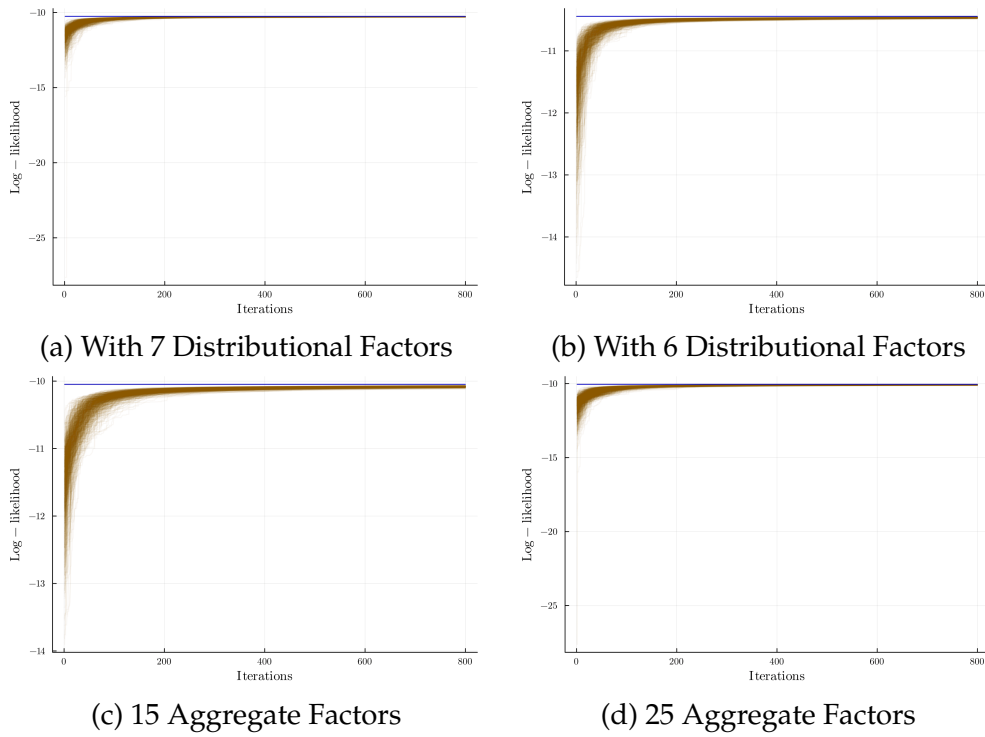 −10
−15
−20
−25
Log − likelihood
0 200 400 600 800
Iterations
(a) With 7 Distributional Factors
−11
−12
−13
−14
Log − likelihood
0 200 400 600 800
Iterations
(b) With 6 Distributional Factors
−10
−11
−12
−13
−14
Log − likelihood
0 200 400 600 800
Iterations
(c) 15 Aggregate Factors
−10
−15
−20
−25
Log − likelihood
0 200 400 600 800
Iterations
(d) 25 Aggregate Factors